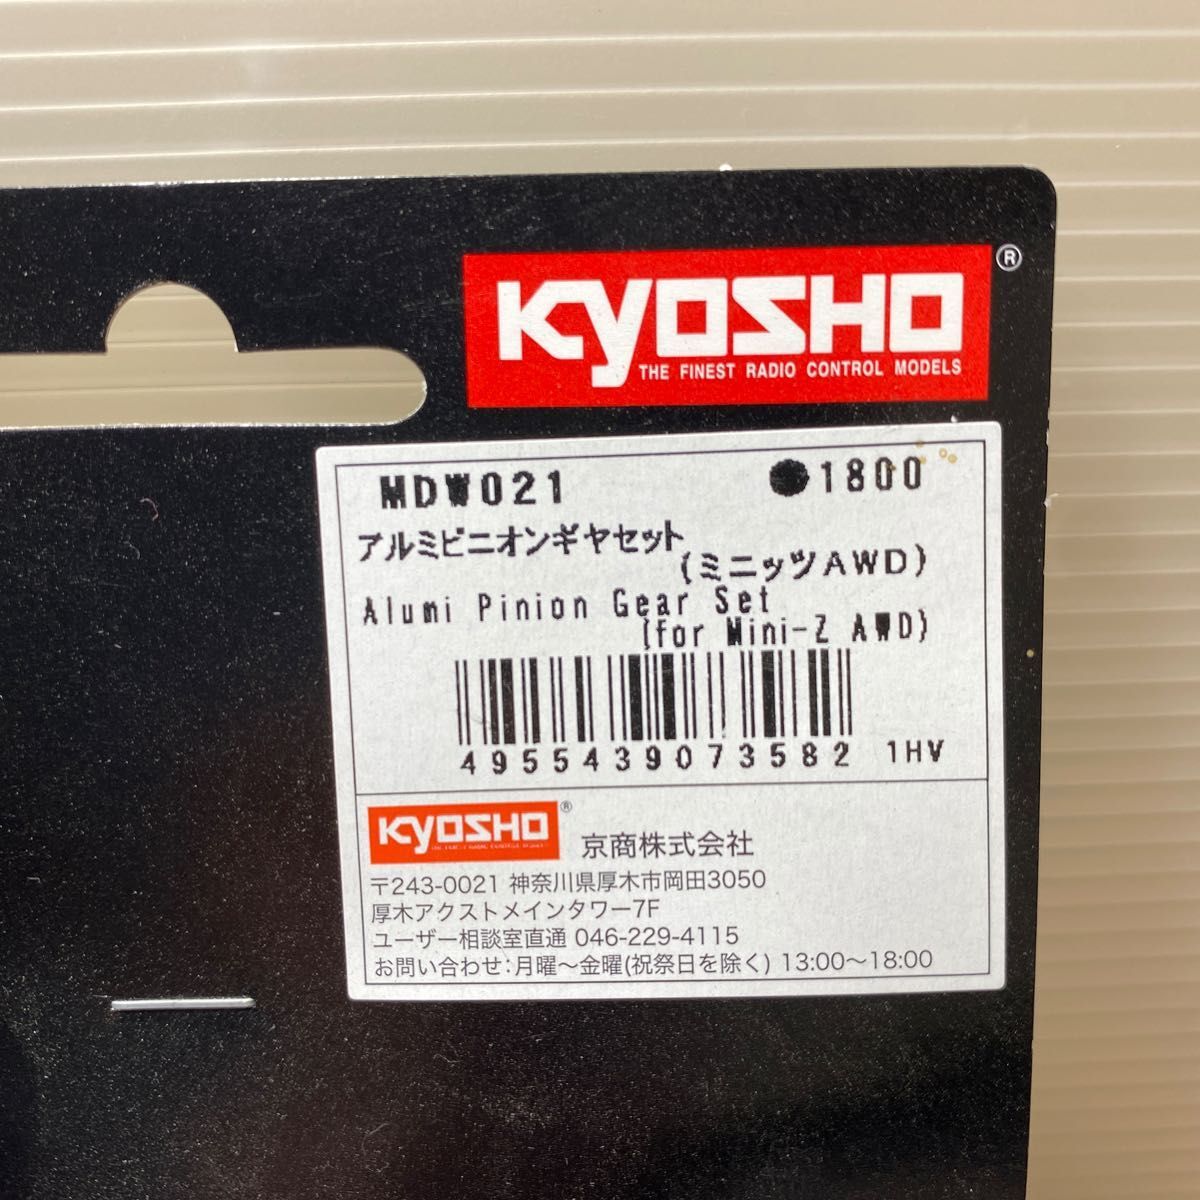 KYOSHO®
THE FINEST RADIO CONTROL MODELS
MDW021 ●1800
アルミピニオンギヤセット
(ミニッツAWD)
Alumi Pinion Gear Set
(for Mini-Z AWD)
4955439073582 1HV
KYOSHO® 京商株式会社
〒243-0021 神奈川県厚木市岡田3050
厚木アクストメインタワー7F
ユーザー相談室直通 046-229-4115
お問い合わせ:月曜〜金曜(祝祭日を除く) 13:00〜18:00